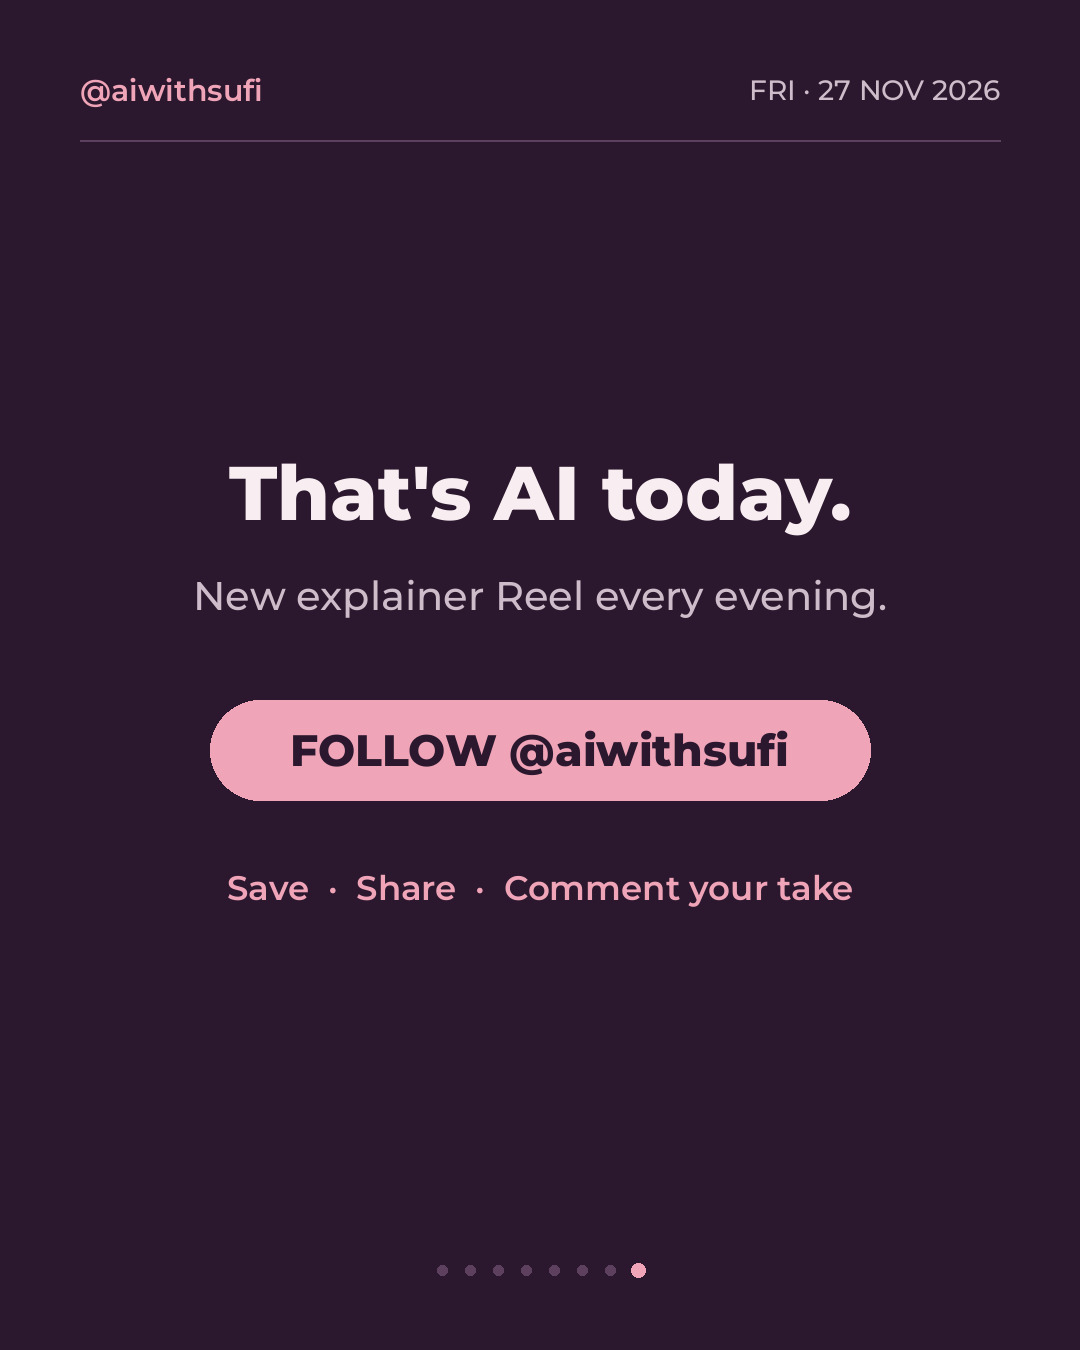 @aiwithsufi
FRI · 27 NOV 2026
That's AI today.
New explainer Reel every evening.
FOLLOW @aiwithsufi
Save · Share · Comment your take